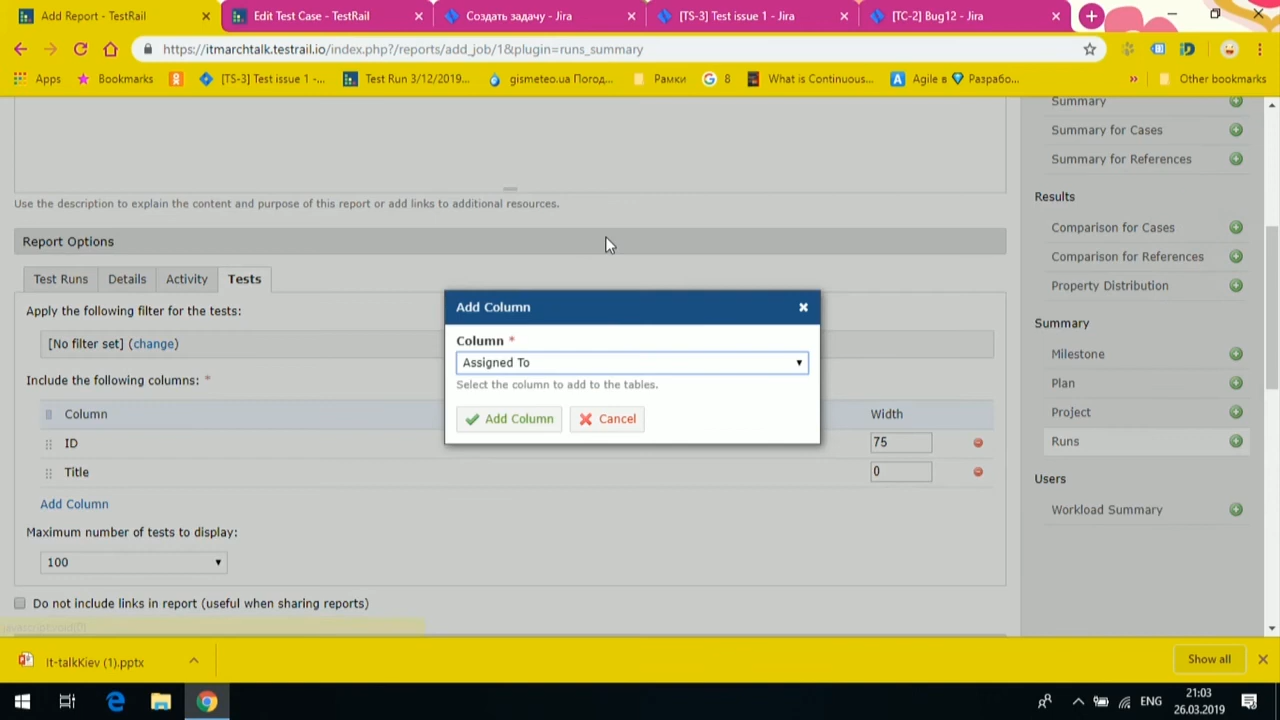 Add Report - TestRail
Edit Test Case - TestRail
Создать задачу - Jira
[TS-3] Test issue 1 - Jira
[TC-2] Bug12 - Jira
https://itmarchtalk.testrail.io/index.php?/reports/add_job/1&plugin=runs_summary
Apps
Bookmarks
[TS-3] Test issue 1 -...
Test Run 3/12/2019...
gismeteo.ua Погод...
Рамки
8
What is Continuous...
Agile в
Разрабо...
»
Other bookmarks
Use the description to explain the content and purpose of this report or add links to additional resources.
Report Options
Test Runs
Details
Activity
Tests
Apply the following filter for the tests:
[No filter set] (change)
Include the following columns: *
Column
Width
ID
75
Title
0
Add Column
Maximum number of tests to display:
100
Do not include links in report (useful when sharing reports)
javascript:void(0)
Add Column
Column *
Assigned To
Select the column to add to the tables.
Add Column
Cancel
Summary
Summary for Cases
Summary for References
Results
Comparison for Cases
Comparison for References
Property Distribution
Summary
Milestone
Plan
Project
Runs
Users
Workload Summary
It-talkKiev (1).pptx
Show all
ENG
21:03
26.03.2019